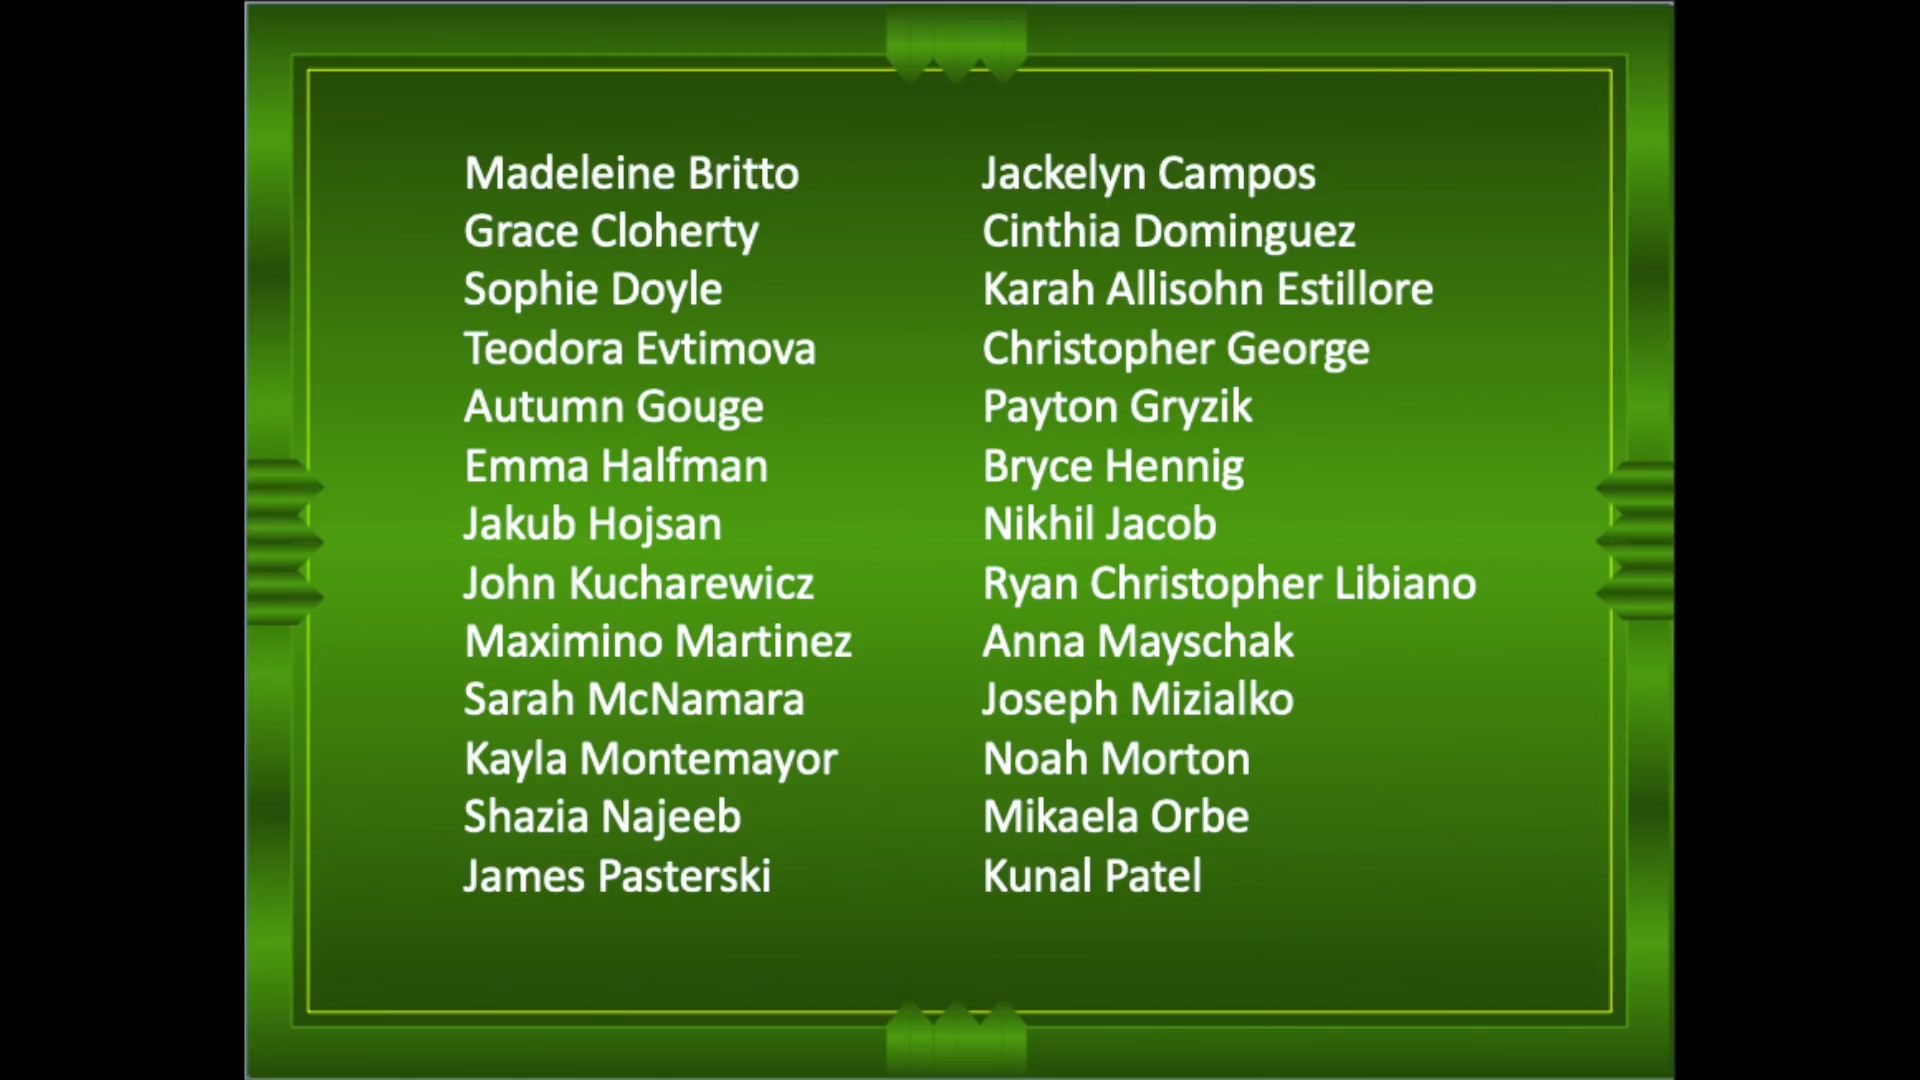 Madeleine Britto
Grace Cloherty
Sophie Doyle
Teodora Evtimova
Autumn Gouge
Emma Halfman
Jakub Hojsan
John Kucharewicz
Maximino Martinez
Sarah McNamara
Kayla Montemayor
Shazia Najeeb
James Pasterski
Jackelyn Campos
Cinthia Dominguez
Karah Allisohn Estillore
Christopher George
Payton Gryzik
Bryce Hennig
Nikhil Jacob
Ryan Christopher Libiano
Anna Mayschak
Joseph Mizialko
Noah Morton
Mikaela Orbe
Kunal Patel